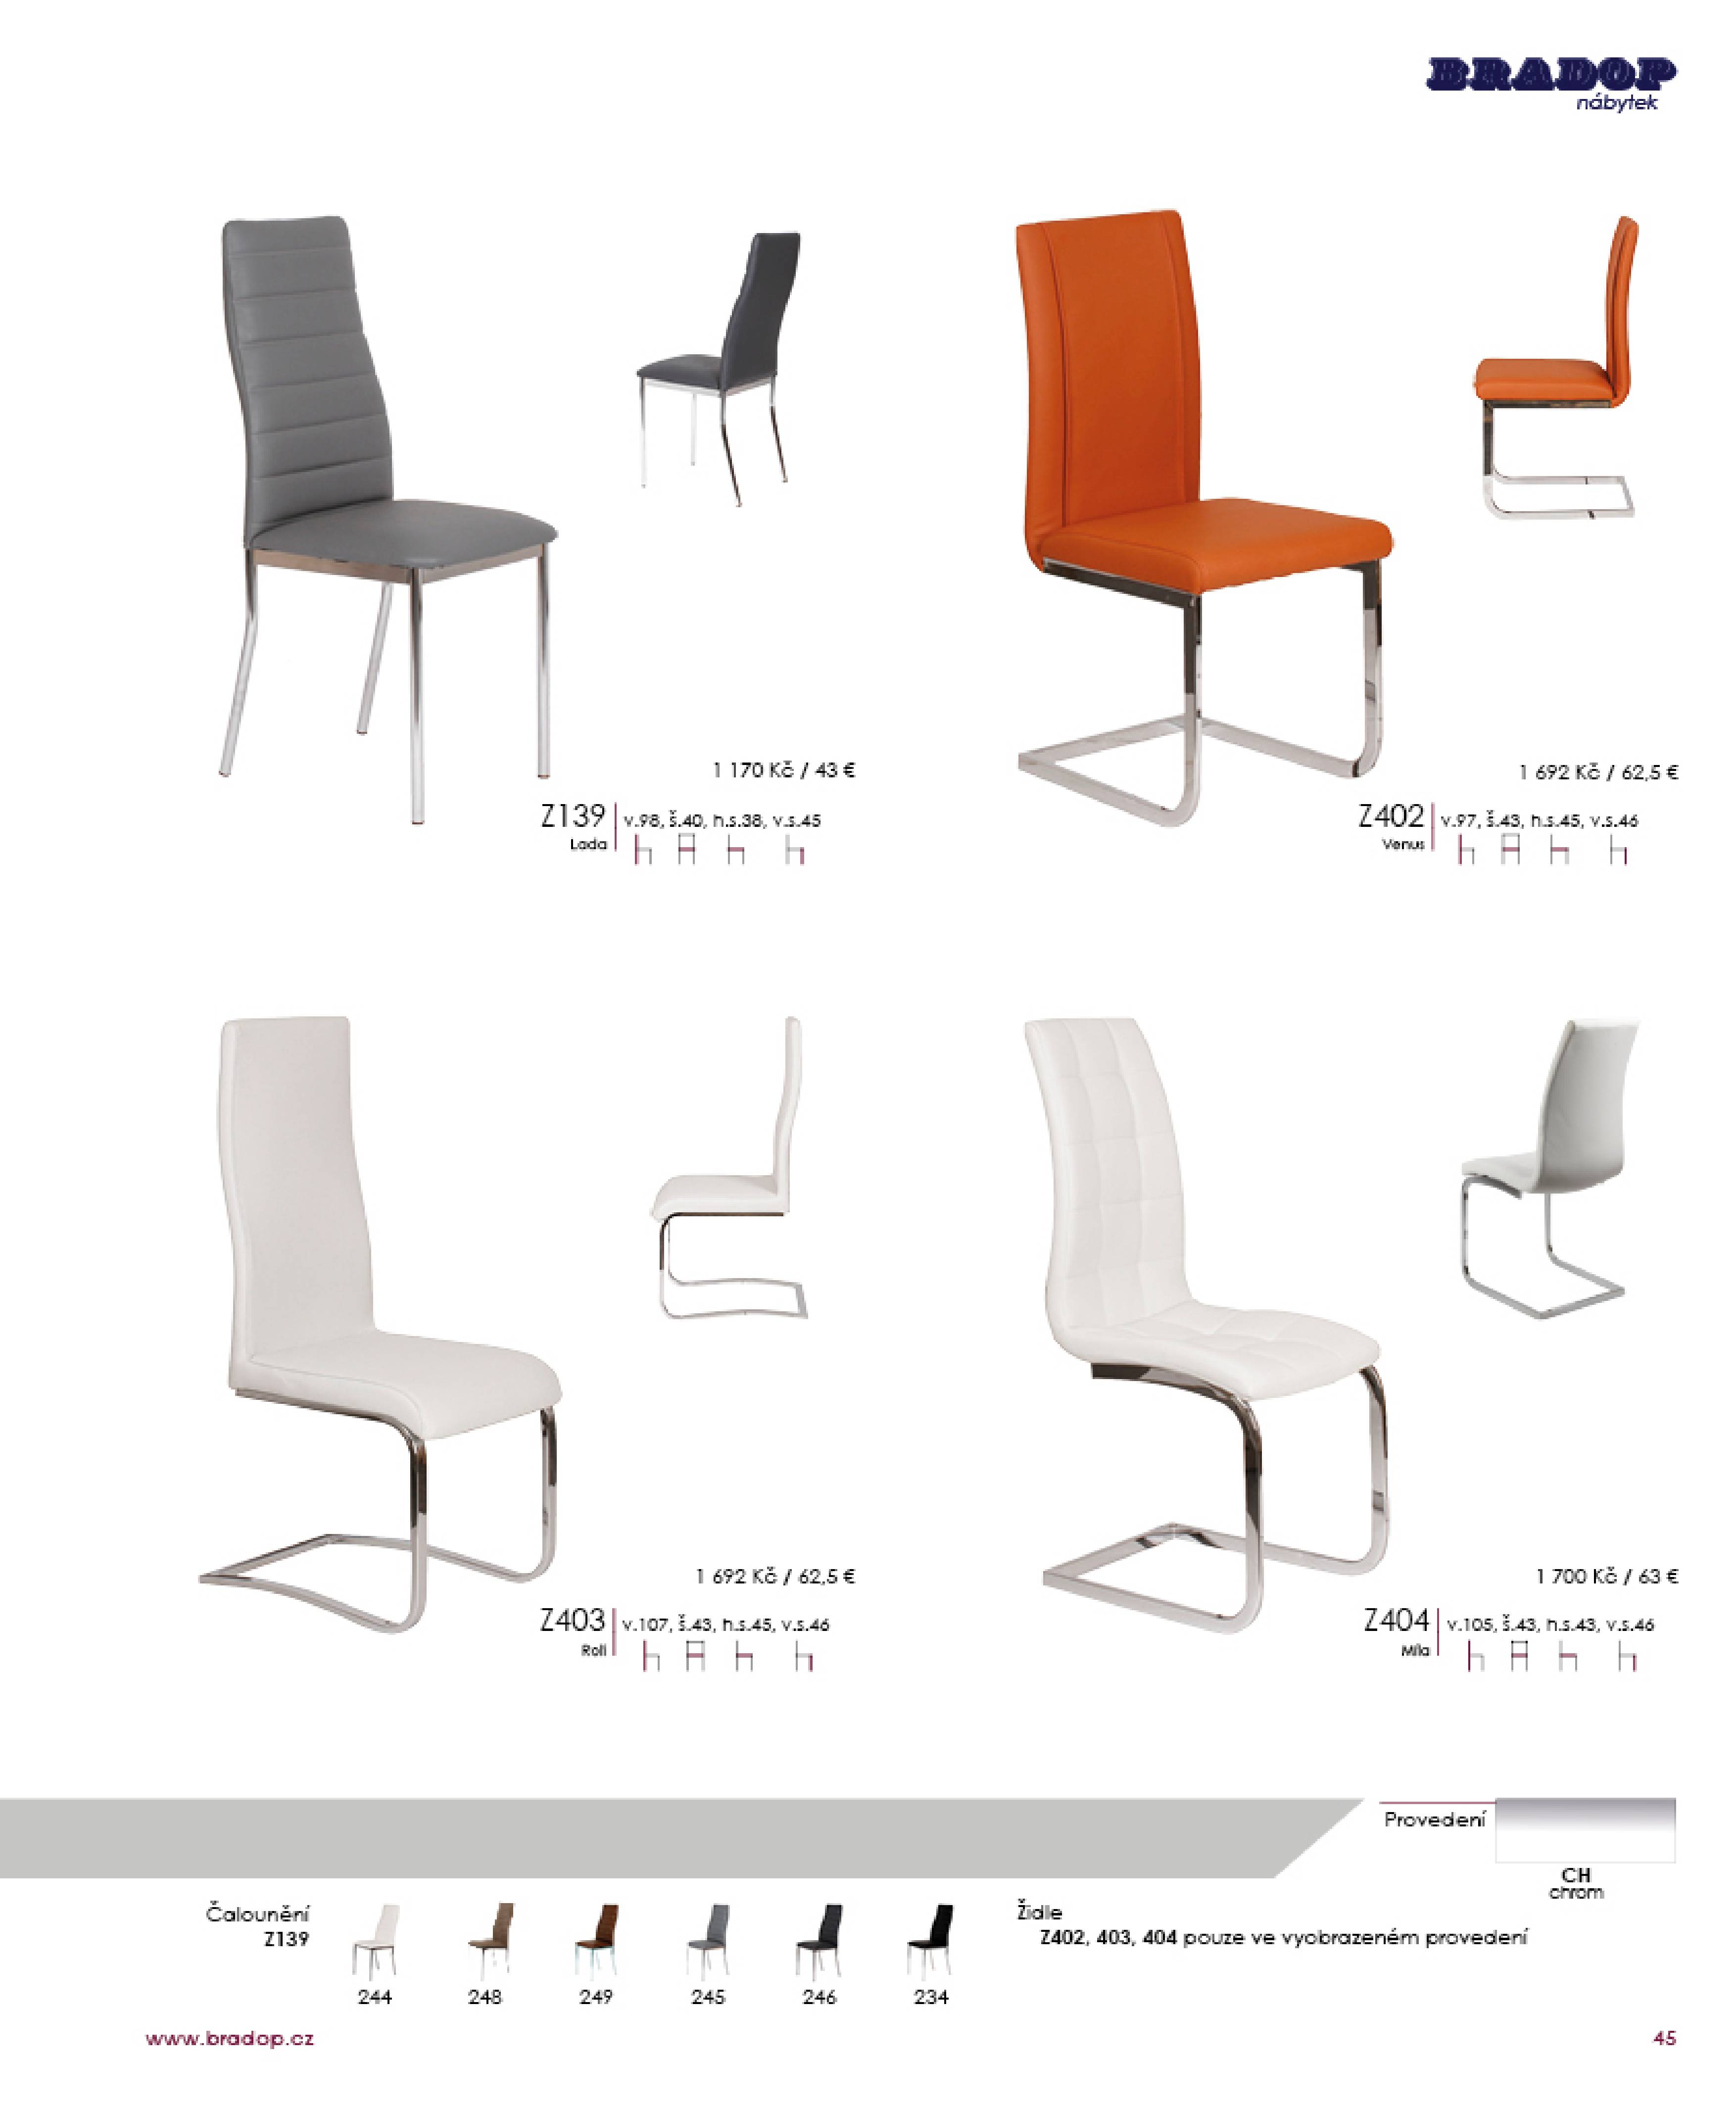 BRADOP
nábytek
1 170 Kč / 43 €
Z139
Lada
v.98, š.40, h.s.38, v.s.45
1 692 Kč / 62,5 €
Z402
Venus
v.97, š.43, h.s.45, v.s.46
1 692 Kč / 62,5 €
Z403
Roli
v.107, š.43, h.s.45, v.s.46
1 700 Kč / 63 €
Z404
Mila
v.105, š.43, h.s.43, v.s.46
Provedení
CH
chrom
Čalounění
Z139
244 248 249 245 246 234
Židle
Z402, 403, 404 pouze ve vyobrazeném provedení
www.bradop.cz
45